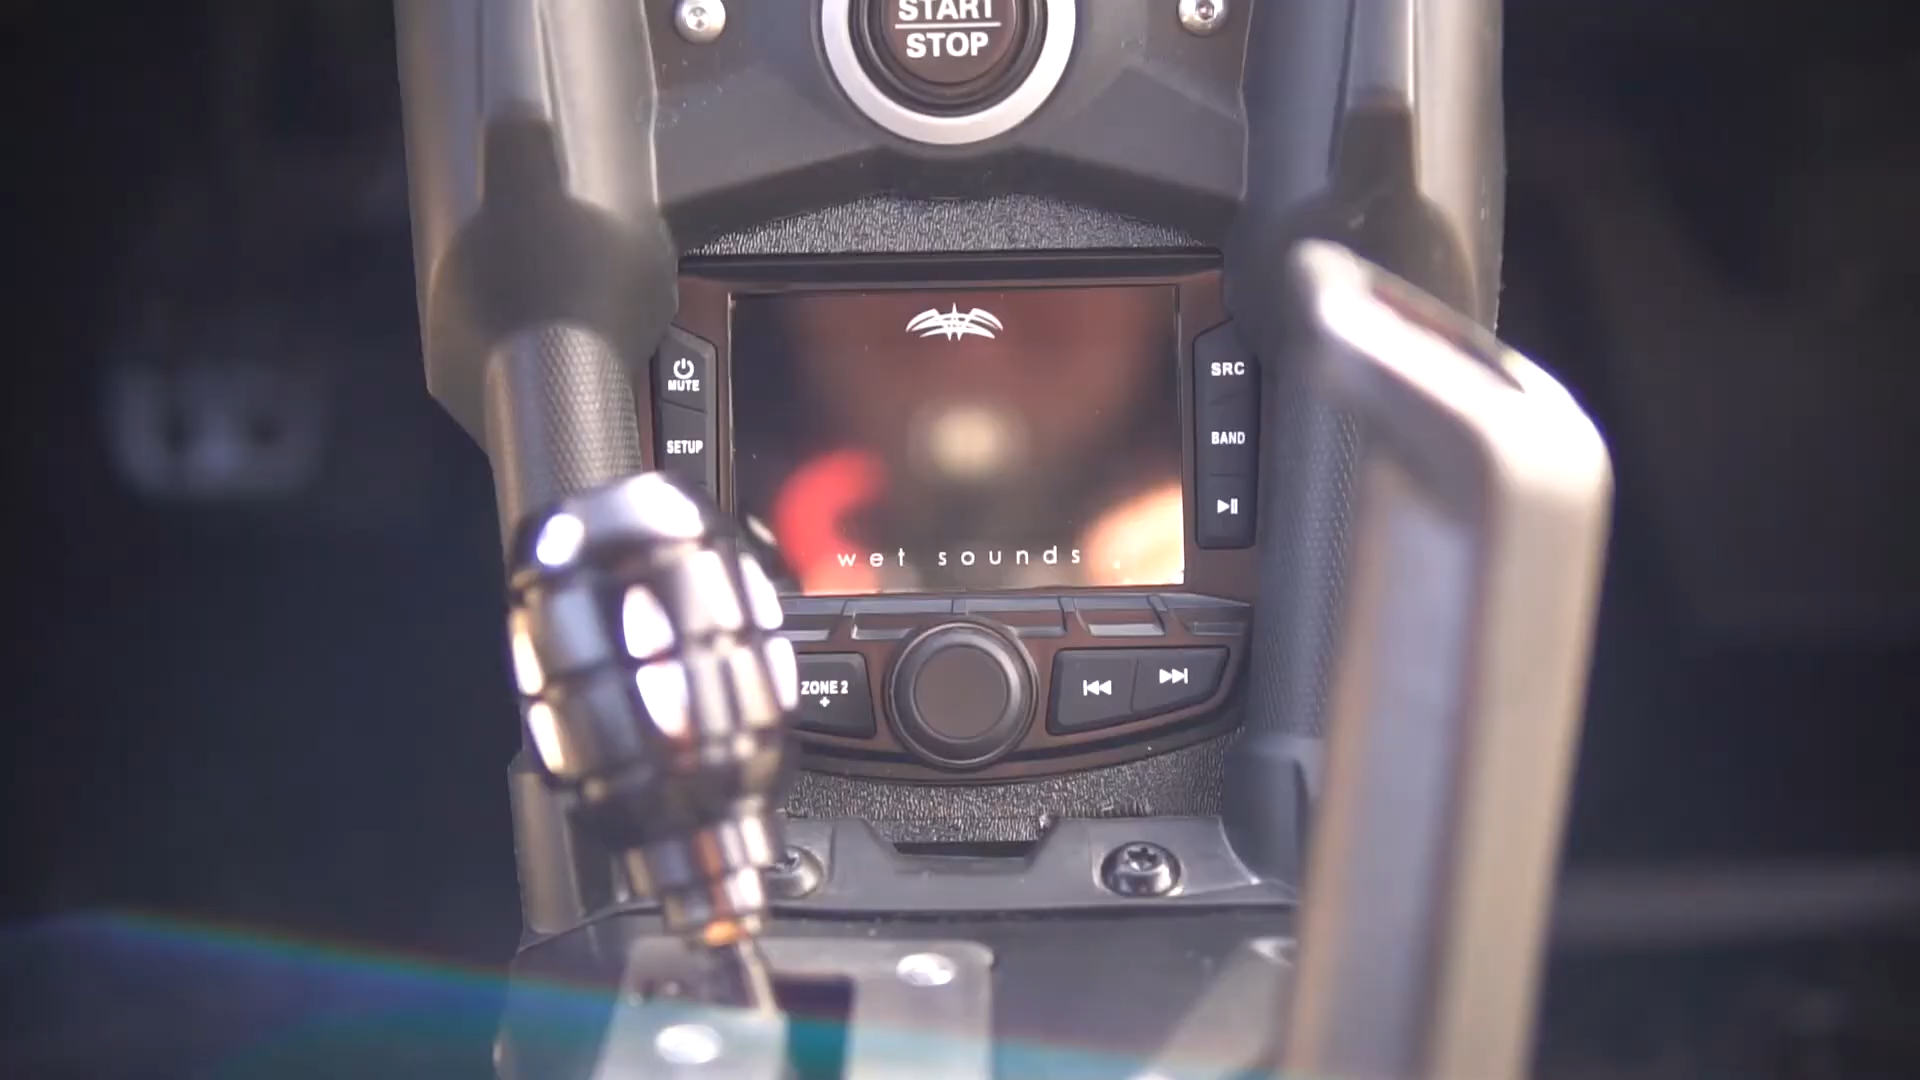 START
STOP
MUTE
SRC
SETUP
BAND
wet sounds
ZONE 2
+